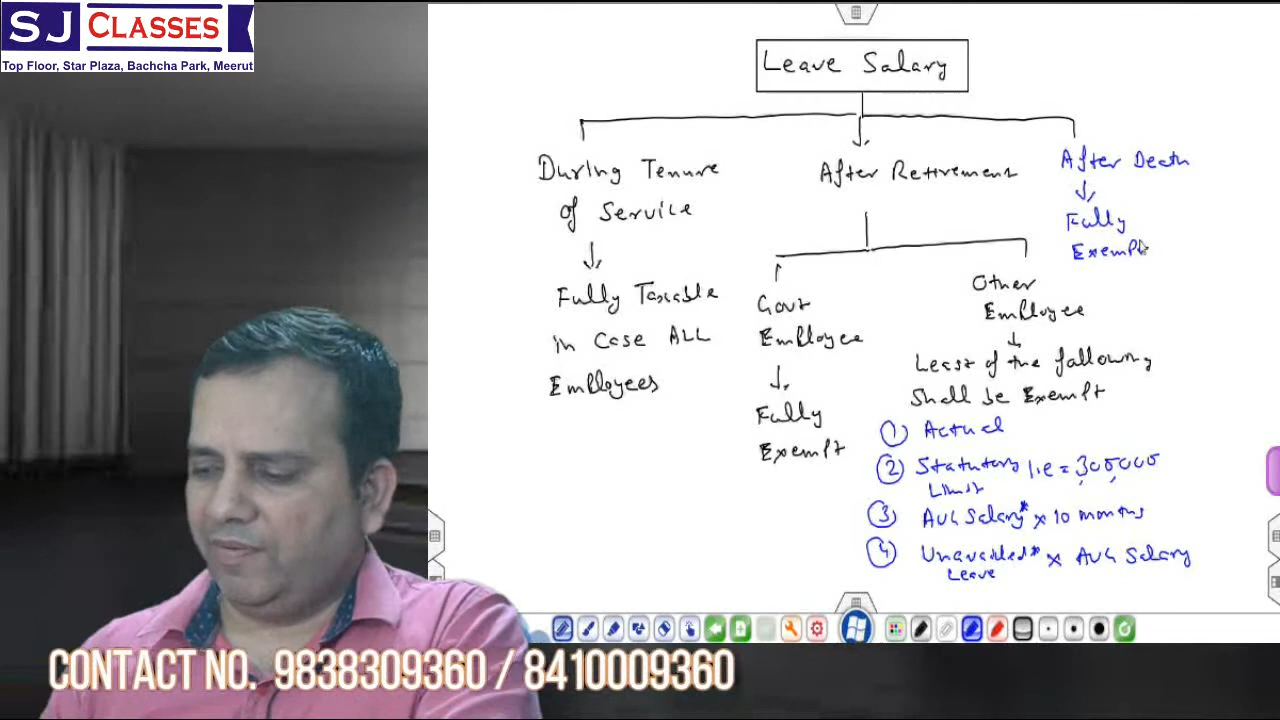 SJ CLASSES
Top Floor, Star Plaza, Bachcha Park, Meerut
Leave Salary
During Tenure
of Service
Fully Taxable
in Case ALL
Employees
After Retirement
Govt
Employee
Fully
Exempt
Other
Employee
Least of the following
Shall be Exempt
① Actual
② Statutory i.e = 300000
Limit
③ AVG Salary* x 10 months
④ Unavailed* x AVG Salary
Leave
After Death
Fully
Exempt
CONTACT NO. 9838309360 / 8410009360